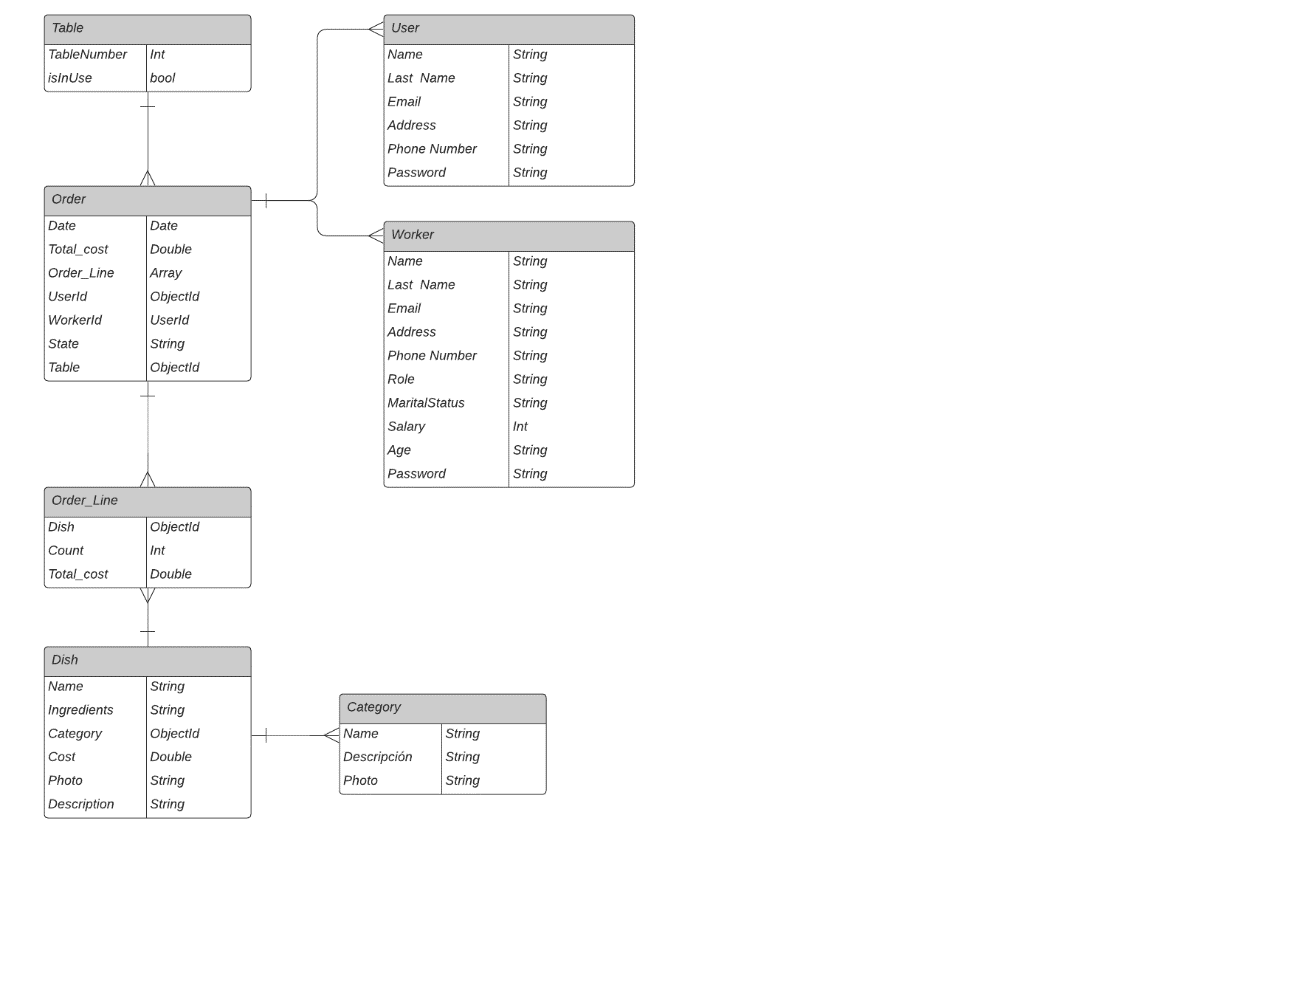 Table
TableNumber Int
isInUse bool
User
Name String
Last Name String
Email String
Address String
Phone Number String
Password String
Order
Date Date
Total_cost Double
Order_Line Array
UserId ObjectId
WorkerId UserId
State String
Table ObjectId
Worker
Name String
Last Name String
Email String
Address String
Phone Number String
Role String
MaritalStatus String
Salary Int
Age String
Password String
Order_Line
Dish ObjectId
Count Int
Total_cost Double
Dish
Name String
Ingredients String
Category ObjectId
Cost Double
Photo String
Description String
Category
Name String
Descripción String
Photo String